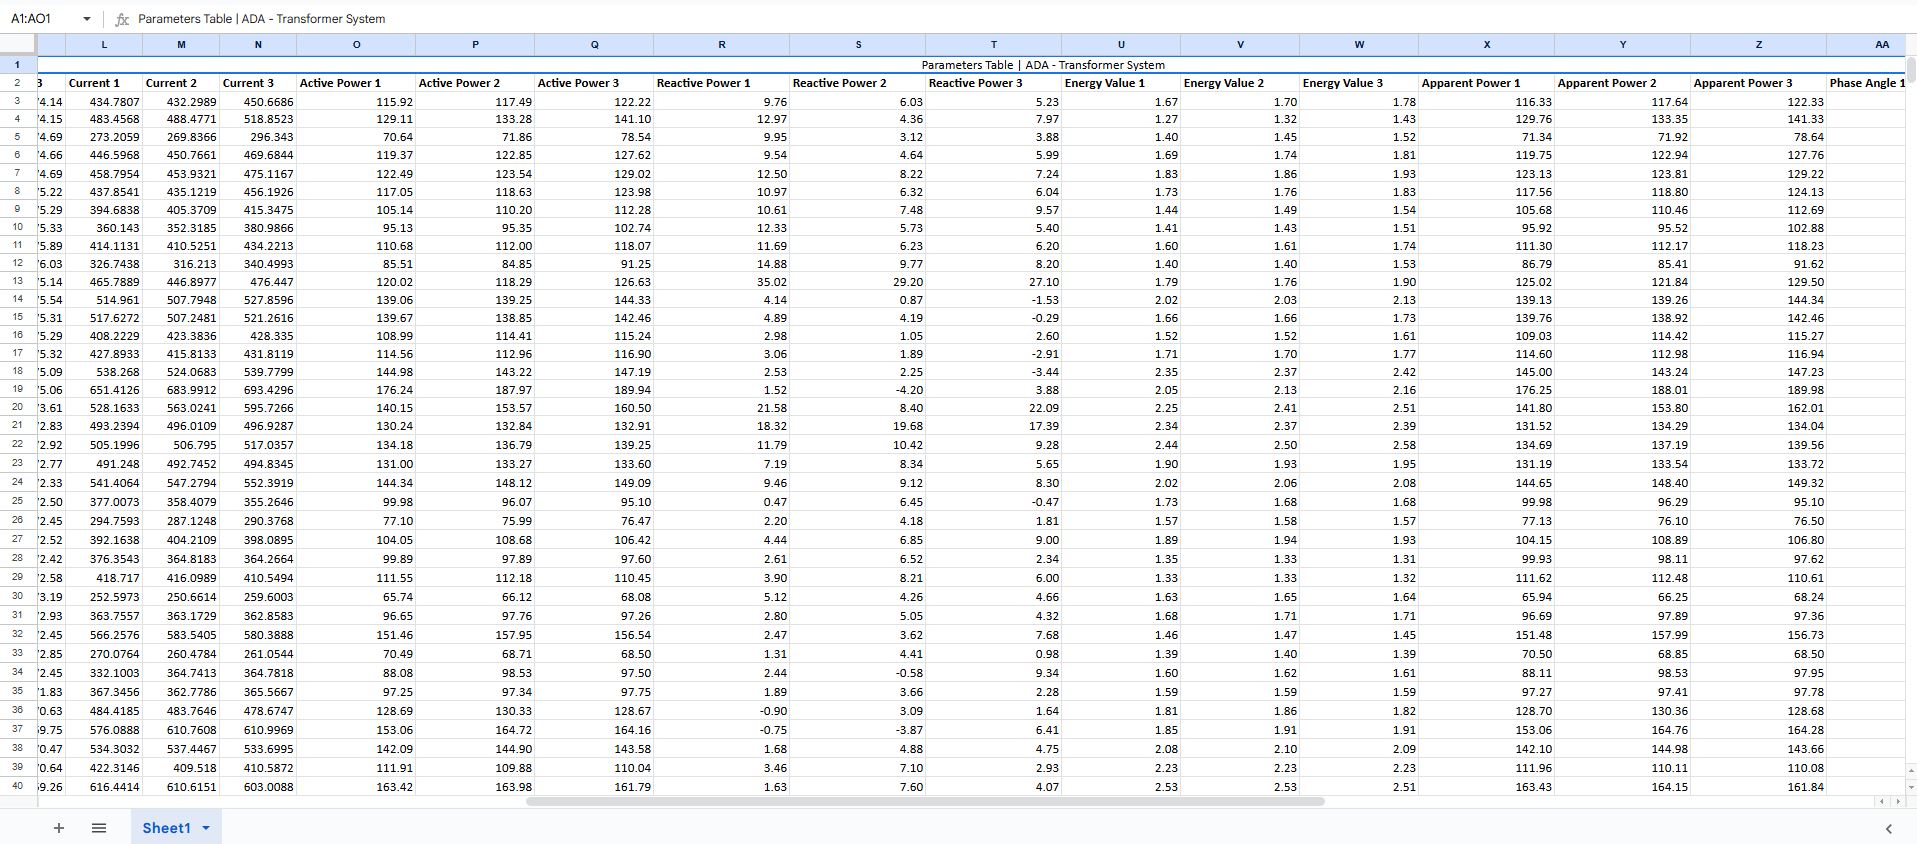 A1:AO1 Parameters Table | ADA - Transformer System
L M N O P Q R S T U V W X Y Z AA
1 Parameters Table | ADA - Transformer System
2 3 Current 1 Current 2 Current 3 Active Power 1 Active Power 2 Active Power 3 Reactive Power 1 Reactive Power 2 Reactive Power 3 Energy Value 1 Energy Value 2 Energy Value 3 Apparent Power 1 Apparent Power 2 Apparent Power 3 Phase Angle 1
3 4.14 434.7807 432.2989 450.6686 115.92 117.49 122.22 9.76 6.03 5.23 1.67 1.70 1.78 116.33 117.64 122.33
4 4.15 483.4568 488.4771 518.8523 129.11 133.28 141.10 12.97 4.36 7.97 1.27 1.32 1.43 129.76 133.35 141.33
5 4.69 273.2059 269.8366 296.343 70.64 71.86 78.54 9.95 3.12 3.88 1.40 1.45 1.52 71.34 71.92 78.64
6 4.66 446.5968 450.7661 469.6844 119.37 122.85 127.62 9.54 4.64 5.99 1.69 1.74 1.81 119.75 122.94 127.76
7 4.69 458.7954 453.9321 475.1167 122.49 123.54 129.02 12.50 8.22 7.24 1.83 1.86 1.93 123.13 123.81 129.22
8 5.22 437.8541 435.1219 456.1926 117.05 118.63 123.98 10.97 6.32 6.04 1.73 1.76 1.83 117.56 118.80 124.13
9 5.29 394.6838 405.3709 415.3475 105.14 110.20 112.28 10.61 7.48 9.57 1.44 1.49 1.54 105.68 110.46 112.69
10 5.33 360.143 352.3185 380.9866 95.13 95.35 102.74 12.33 5.73 5.40 1.41 1.43 1.51 95.92 95.52 102.88
11 5.89 414.1131 410.5251 434.2213 110.68 112.00 118.07 11.69 6.23 6.20 1.60 1.61 1.74 111.30 112.17 118.23
12 6.03 326.7438 316.213 340.4993 85.51 84.85 91.25 14.88 9.77 8.20 1.40 1.40 1.53 86.79 85.41 91.62
13 5.14 465.7889 446.8977 476.447 120.02 118.29 126.63 35.02 29.20 27.10 1.79 1.76 1.90 125.02 121.84 129.50
14 5.54 514.961 507.7948 527.8596 139.06 139.25 144.33 4.14 0.87 -1.53 2.02 2.03 2.13 139.13 139.26 144.34
15 5.31 517.6272 507.2481 521.2616 139.67 138.85 142.46 4.89 4.19 -0.29 1.66 1.66 1.73 139.76 138.92 142.46
16 5.29 408.2229 423.3836 428.335 108.99 114.41 115.24 2.98 1.05 2.60 1.52 1.52 1.61 109.03 114.42 115.27
17 5.32 427.8933 415.8133 431.8119 114.56 112.96 116.90 3.06 1.89 -2.91 1.71 1.70 1.77 114.60 112.98 116.94
18 5.09 538.268 524.0683 539.7799 144.98 143.22 147.19 2.53 2.25 -3.44 2.35 2.37 2.42 145.00 143.24 147.23
19 5.06 651.4126 683.9912 693.4296 176.24 187.97 189.94 1.52 -4.20 3.88 2.05 2.13 2.16 176.25 188.01 189.98
20 3.61 528.1633 563.0241 595.7266 140.15 153.57 160.50 21.58 8.40 22.09 2.25 2.41 2.51 141.80 153.80 162.01
21 2.83 493.2394 496.0109 496.9287 130.24 132.84 132.91 18.32 19.68 17.39 2.34 2.37 2.39 131.52 134.29 134.04
22 2.92 505.1996 506.795 517.0357 134.18 136.79 139.25 11.79 10.42 9.28 2.44 2.50 2.58 134.69 137.19 139.56
23 2.77 491.248 492.7452 494.8345 131.00 133.27 133.60 7.19 8.34 5.65 1.90 1.93 1.95 131.19 133.54 133.72
24 2.33 541.4064 547.2794 552.3919 144.34 148.12 149.09 9.46 9.12 8.30 2.02 2.06 2.08 144.65 148.40 149.32
25 2.50 377.0073 358.4079 355.2646 99.98 96.07 95.10 0.47 6.45 -0.47 1.73 1.68 1.68 99.98 96.29 95.10
26 2.45 294.7593 287.1248 290.3768 77.10 75.99 76.47 2.20 4.18 1.81 1.57 1.58 1.57 77.13 76.10 76.50
27 2.52 392.1638 404.2109 398.0895 104.05 108.68 106.42 4.44 6.85 9.00 1.89 1.94 1.93 104.15 108.89 106.80
28 2.42 376.3543 364.8183 364.2664 99.89 97.89 97.60 2.61 6.52 2.34 1.35 1.33 1.31 99.93 98.11 97.62
29 2.58 418.717 416.0989 410.5494 111.55 112.18 110.45 3.90 8.21 6.00 1.33 1.33 1.32 111.62 112.48 110.61
30 3.19 252.5973 250.6614 259.6003 65.74 66.12 68.08 5.12 4.26 4.66 1.63 1.65 1.64 65.94 66.25 68.24
31 2.93 363.7557 363.1729 362.8583 96.65 97.76 97.26 2.80 5.05 4.32 1.68 1.71 1.71 96.69 97.89 97.36
32 2.45 566.2576 583.5405 580.3888 151.46 157.95 156.54 2.47 3.62 7.68 1.46 1.47 1.45 151.48 157.99 156.73
33 2.85 270.0764 260.4784 261.0544 70.49 68.71 68.50 1.31 4.41 0.98 1.39 1.40 1.39 70.50 68.85 68.50
34 2.45 332.1003 364.7413 364.7818 88.08 98.53 97.50 2.44 -0.58 9.34 1.60 1.62 1.61 88.11 98.53 97.95
35 1.83 367.3456 362.7786 365.5667 97.25 97.34 97.75 1.89 3.66 2.28 1.59 1.59 1.59 97.27 97.41 97.78
36 0.63 484.4185 483.7646 478.6747 128.69 130.33 128.67 -0.90 3.09 1.64 1.81 1.86 1.82 128.70 130.36 128.68
37 9.75 576.0888 610.7608 610.9969 153.06 164.72 164.16 -0.75 -3.87 6.41 1.85 1.91 1.91 153.06 164.76 164.28
38 0.47 534.3032 537.4467 533.6995 142.09 144.90 143.58 1.68 4.88 4.75 2.08 2.10 2.09 142.10 144.98 143.66
39 0.64 422.3146 409.518 410.5872 111.91 109.88 110.04 3.46 7.10 2.93 2.23 2.23 2.23 111.96 110.11 110.08
40 9.26 616.4414 610.6151 603.0088 163.42 163.98 161.79 1.63 7.60 4.07 2.53 2.53 2.51 163.43 164.15 161.84
Sheet1